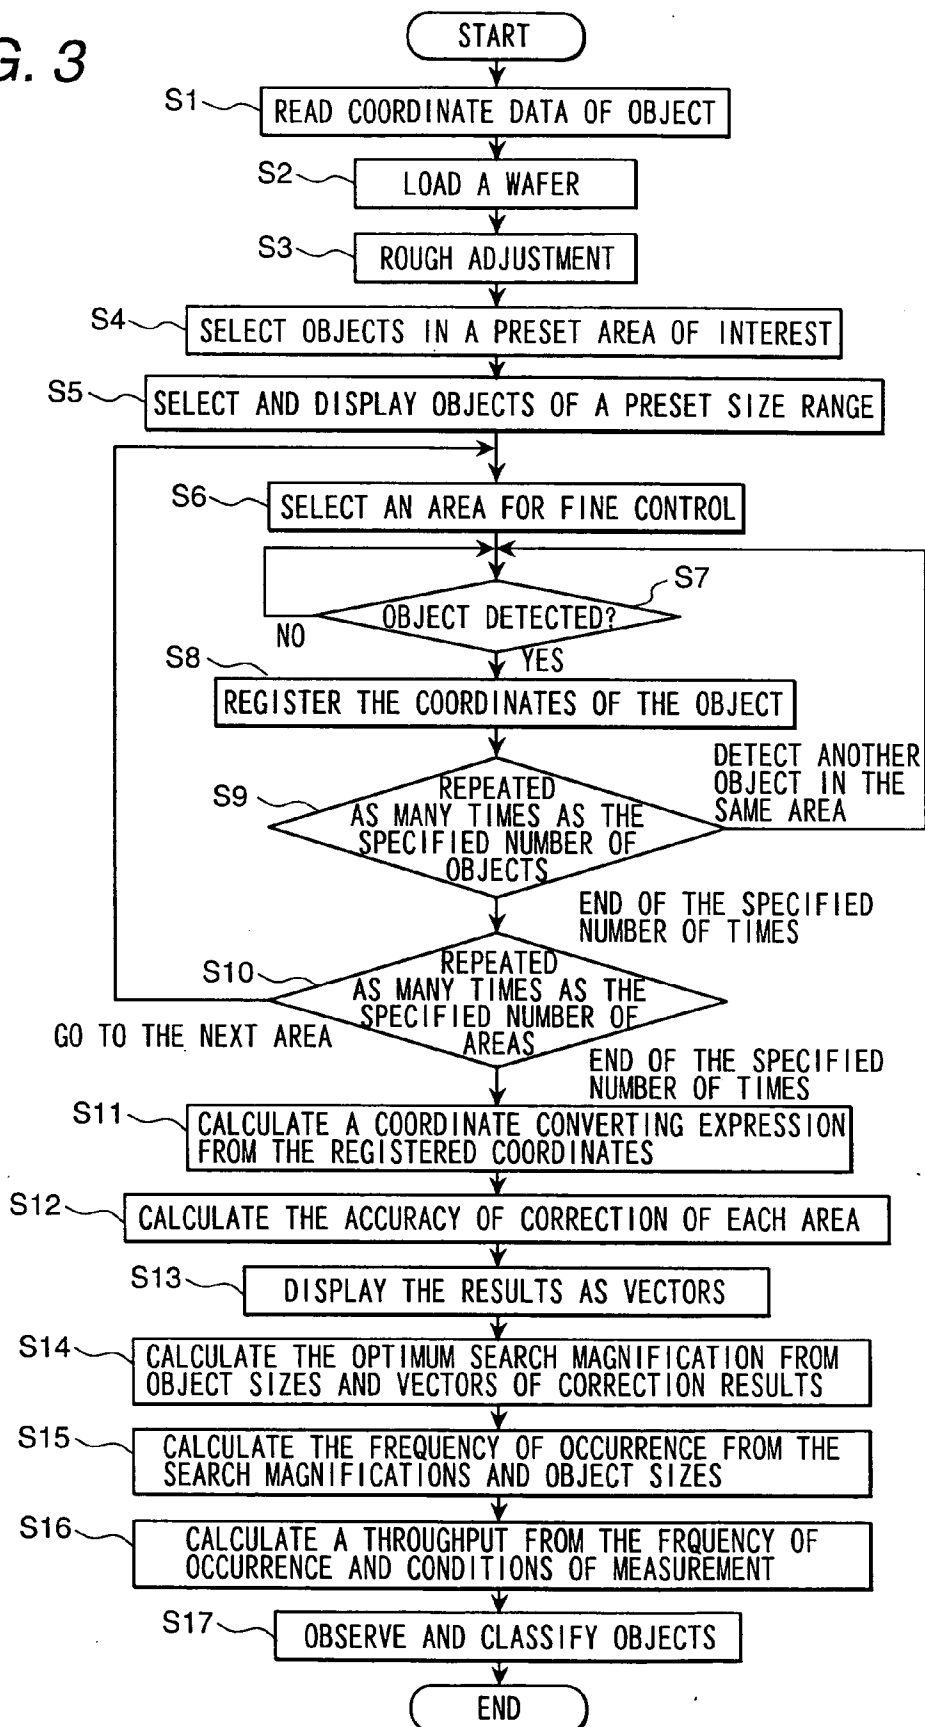 G. 3
START
S1
READ COORDINATE DATA OF OBJECT
S2
LOAD A WAFER
S3
ROUGH ADJUSTMENT
S4
SELECT OBJECTS IN A PRESET AREA OF INTEREST
S5
SELECT AND DISPLAY OBJECTS OF A PRESET SIZE RANGE
S6
SELECT AN AREA FOR FINE CONTROL
S7
OBJECT DETECTED?
NO
YES
S8
REGISTER THE COORDINATES OF THE OBJECT
DETECT ANOTHER
OBJECT IN THE
SAME AREA
S9
REPEATED
AS MANY TIMES AS THE
SPECIFIED NUMBER OF
OBJECTS
END OF THE SPECIFIED
NUMBER OF TIMES
S10
REPEATED
AS MANY TIMES AS THE
SPECIFIED NUMBER OF
AREAS
GO TO THE NEXT AREA
END OF THE SPECIFIED
NUMBER OF TIMES
S11
CALCULATE A COORDINATE CONVERTING EXPRESSION
FROM THE REGISTERED COORDINATES
S12
CALCULATE THE ACCURACY OF CORRECTION OF EACH AREA
S13
DISPLAY THE RESULTS AS VECTORS
S14
CALCULATE THE OPTIMUM SEARCH MAGNIFICATION FROM
OBJECT SIZES AND VECTORS OF CORRECTION RESULTS
S15
CALCULATE THE FREQUENCY OF OCCURRENCE FROM THE
SEARCH MAGNIFICATIONS AND OBJECT SIZES
S16
CALCULATE A THROUGHPUT FROM THE FRQUENCY OF
OCCURRENCE AND CONDITIONS OF MEASUREMENT
S17
OBSERVE AND CLASSIFY OBJECTS
END